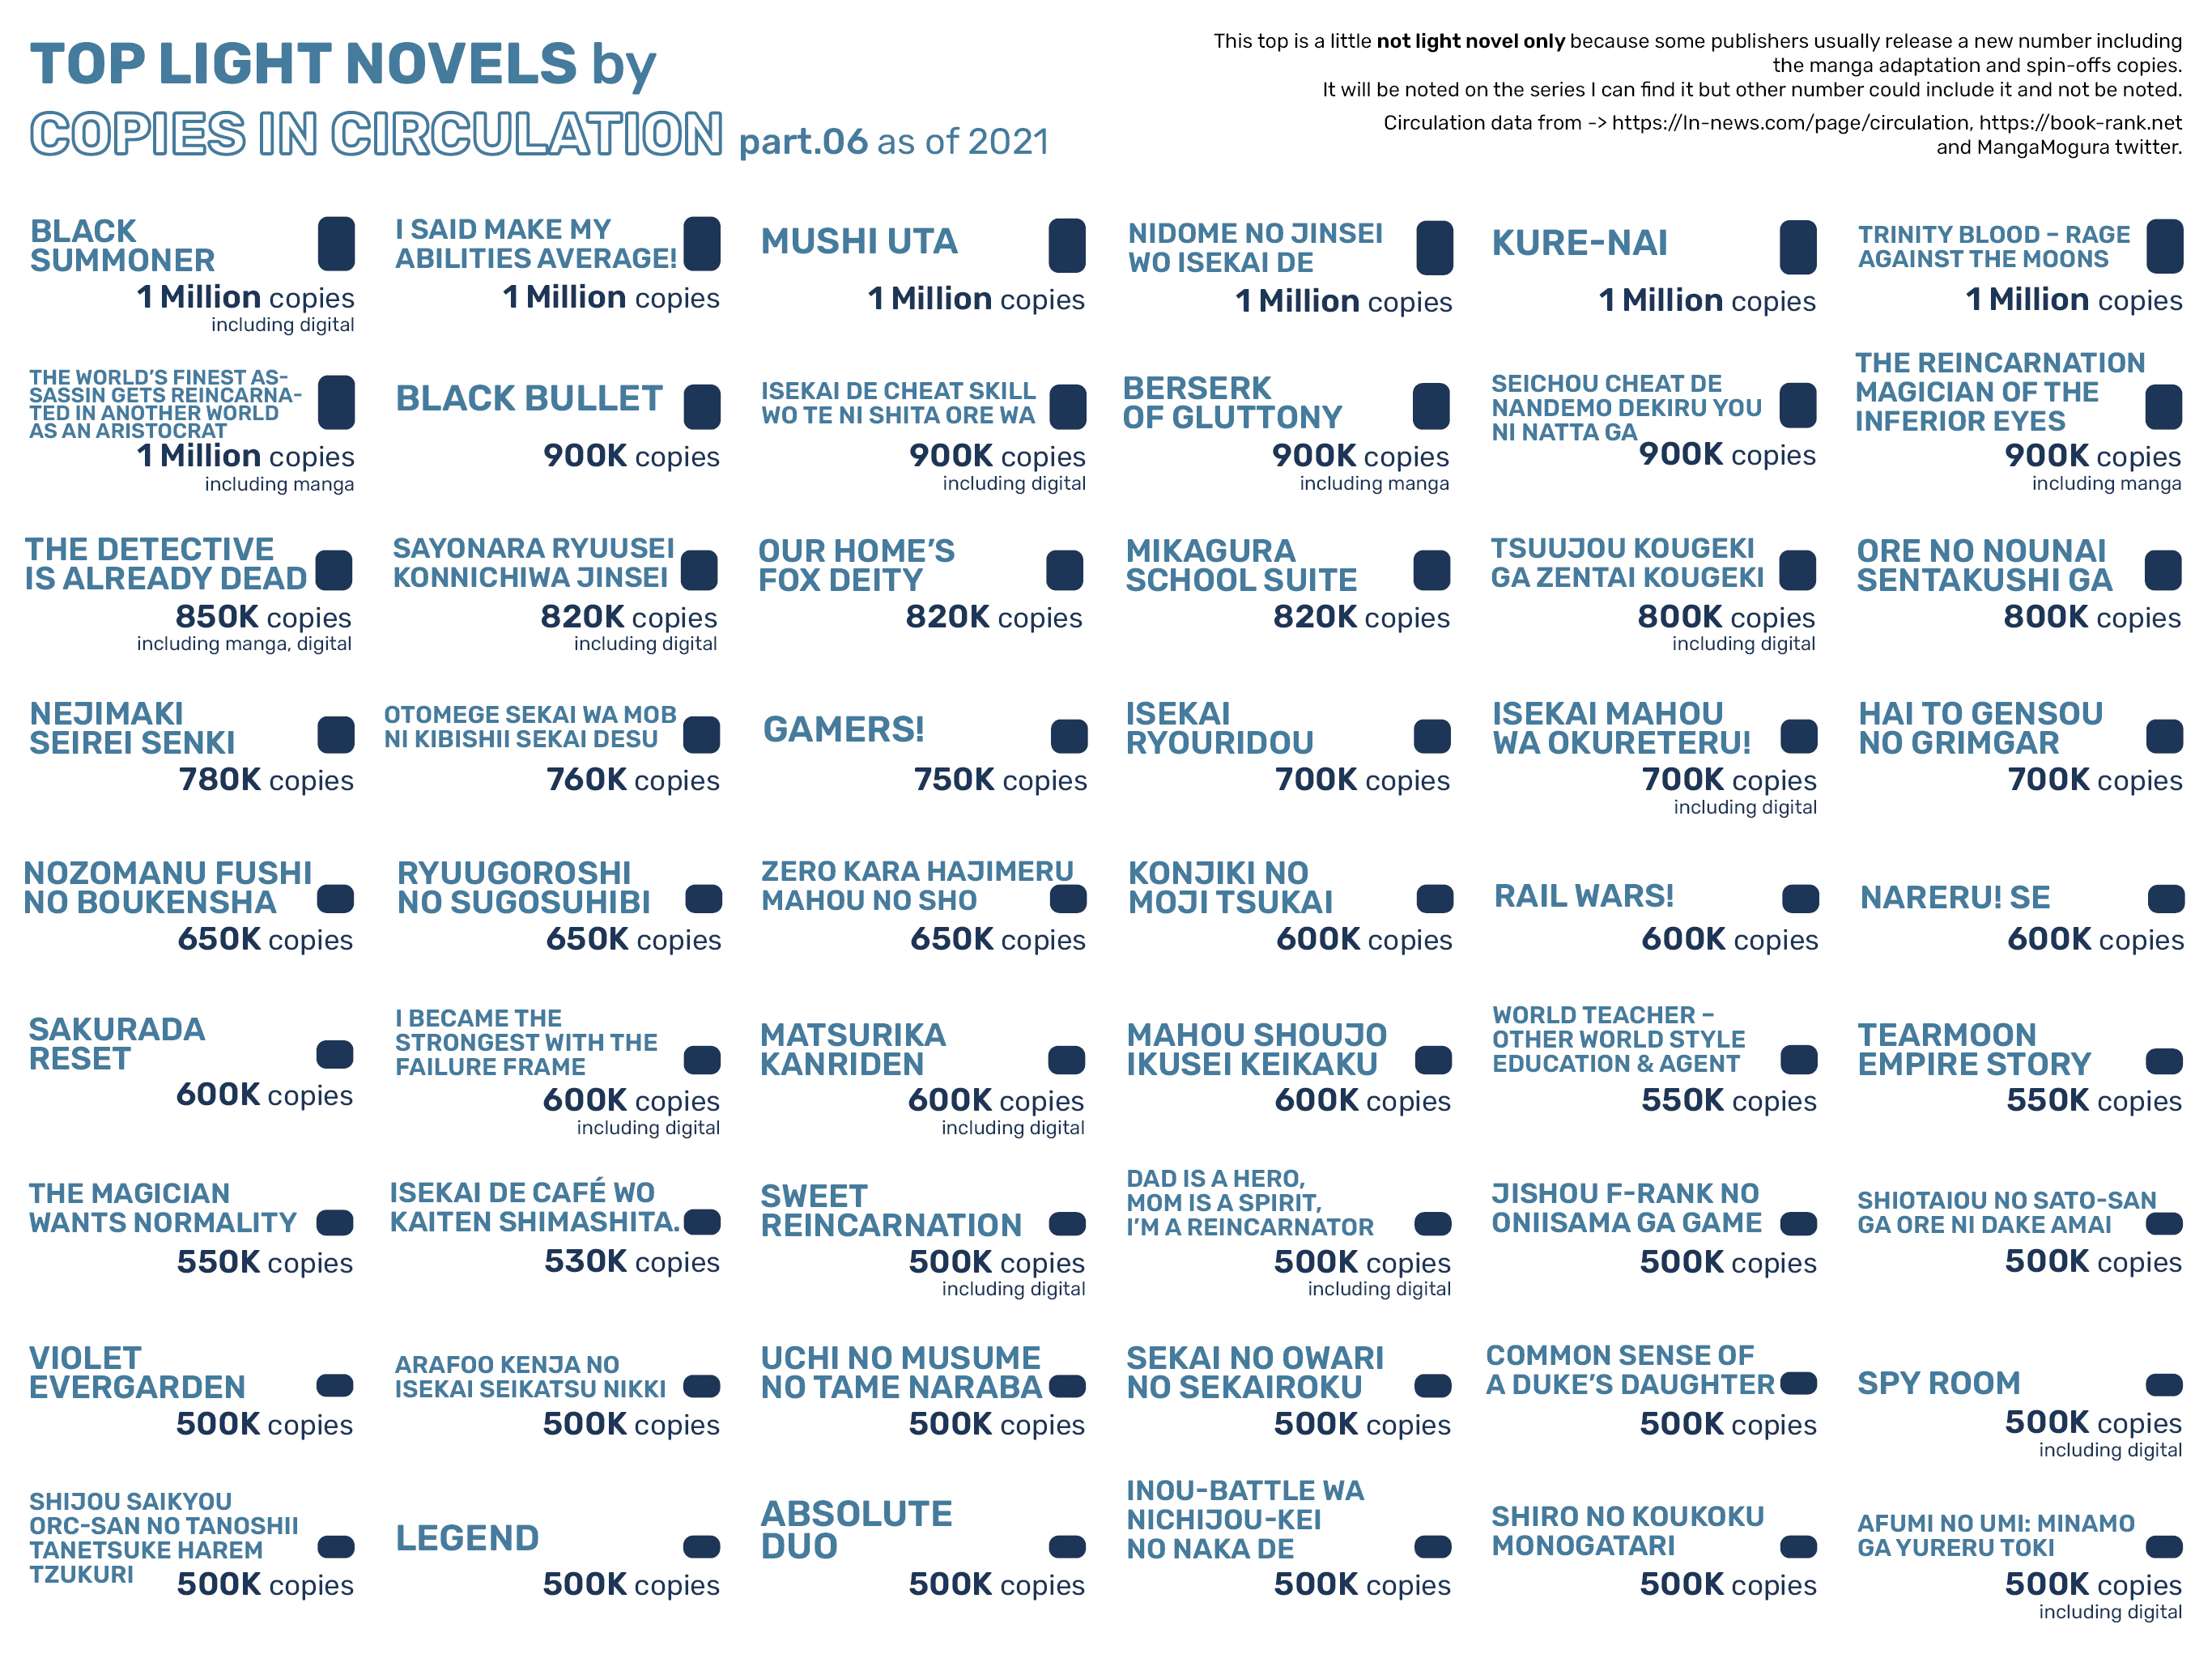 TOP LIGHT NOVELS by
COPIES IN CIRCULATION part.06 as of 2021
This top is a little not light novel only because some publishers usually release a new number including
the manga adaptation and spin-offs copies.
It will be noted on the series I can find it but other number could include it and not be noted.
Circulation data from -> https://ln-news.com/page/circulation, https://book-rank.net
and MangaMogura twitter.
BLACK
SUMMONER
1 Million copies
including digital
I SAID MAKE MY
ABILITIES AVERAGE!
1 Million copies
MUSHI UTA
1 Million copies
NIDOME NO JINSEI
WO ISEKAI DE
1 Million copies
KURE-NAI
1 Million copies
TRINITY BLOOD – RAGE
AGAINST THE MOONS
1 Million copies
THE WORLD'S FINEST AS-
SASSIN GETS REINCARNA-
TED IN ANOTHER WORLD
AS AN ARISTOCRAT
1 Million copies
including manga
BLACK BULLET
900K copies
ISEKAI DE CHEAT SKILL
WO TE NI SHITA ORE WA
900K copies
including digital
BERSERK
OF GLUTTONY
900K copies
including manga
SEICHOU CHEAT DE
NANDEMO DEKIRU YOU
NI NATTA GA
900K copies
THE REINCARNATION
MAGICIAN OF THE
INFERIOR EYES
900K copies
including manga
THE DETECTIVE
IS ALREADY DEAD
850K copies
including manga, digital
SAYONARA RYUUSEI
KONNICHIWA JINSEI
820K copies
including digital
OUR HOME'S
FOX DEITY
820K copies
MIKAGURA
SCHOOL SUITE
820K copies
TSUUJOU KOUGEKI
GA ZENTAI KOUGEKI
800K copies
including digital
ORE NO NOUNAI
SENTAKUSHI GA
800K copies
NEJIMAKI
SEIREI SENKI
780K copies
OTOMEGE SEKAI WA MOB
NI KIBISHII SEKAI DESU
760K copies
GAMERS!
750K copies
ISEKAI
RYOURIDOU
700K copies
ISEKAI MAHOU
WA OKURETERU!
700K copies
including digital
HAI TO GENSOU
NO GRIMGAR
700K copies
NOZOMANU FUSHI
NO BOUKENSHA
650K copies
RYUUGOROSHI
NO SUGOSUHIBI
650K copies
ZERO KARA HAJIMERU
MAHOU NO SHO
650K copies
KONJIKI NO
MOJI TSUKAI
600K copies
RAIL WARS!
600K copies
NARERU! SE
600K copies
SAKURADA
RESET
600K copies
I BECAME THE
STRONGEST WITH THE
FAILURE FRAME
600K copies
including digital
MATSURIKA
KANRIDEN
600K copies
including digital
MAHOU SHOUJO
IKUSEI KEIKAKU
600K copies
WORLD TEACHER –
OTHER WORLD STYLE
EDUCATION & AGENT
550K copies
TEARMOON
EMPIRE STORY
550K copies
THE MAGICIAN
WANTS NORMALITY
550K copies
ISEKAI DE CAFÉ WO
KAITEN SHIMASHITA.
530K copies
SWEET
REINCARNATION
500K copies
including digital
DAD IS A HERO,
MOM IS A SPIRIT,
I'M A REINCARNATOR
500K copies
including digital
JISHOU F-RANK NO
ONIISAMA GA GAME
500K copies
SHIOTAIOU NO SATO-SAN
GA ORE NI DAKE AMAI
500K copies
VIOLET
EVERGARDEN
500K copies
ARAFOO KENJA NO
ISEKAI SEIKATSU NIKKI
500K copies
UCHI NO MUSUME
NO TAME NARABA
500K copies
SEKAI NO OWARI
NO SEKAIROKU
500K copies
COMMON SENSE OF
A DUKE'S DAUGHTER
500K copies
SPY ROOM
500K copies
including digital
SHIJOU SAIKYOU
ORC-SAN NO TANOSHII
TANETSUKE HAREM
TZUKURI
500K copies
LEGEND
500K copies
ABSOLUTE
DUO
500K copies
INOU-BATTLE WA
NICHIJOU-KEI
NO NAKA DE
500K copies
SHIRO NO KOUKOKU
MONOGATARI
500K copies
AFUMI NO UMI: MINAMO
GA YURERU TOKI
500K copies
including digital